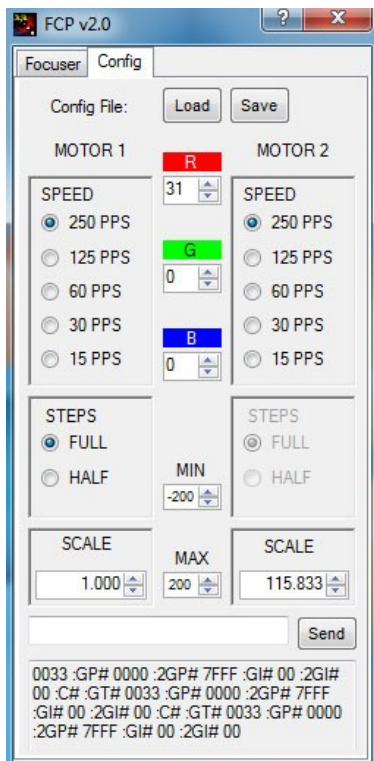 FCP v2.0
?
X
Focuser
Config
Config File:
Load
Save
MOTOR 1
R
MOTOR 2
SPEED
31
SPEED
250 PPS
250 PPS
125 PPS
G
125 PPS
0
60 PPS
60 PPS
30 PPS
B
30 PPS
15 PPS
0
15 PPS
STEPS
STEPS
FULL
FULL
HALF
MIN
HALF
-200
SCALE
MAX
SCALE
1.000
200
115.833
Send
0033 :GP# 0000 :2GP# 7FFF :GI# 00 :2GI#
00 :C# :GT# 0033 :GP# 0000 :2GP# 7FFF
:GI# 00 :2GI# 00 :C# :GT# 0033 :GP# 0000
:2GP# 7FFF :GI# 00 :2GI# 00